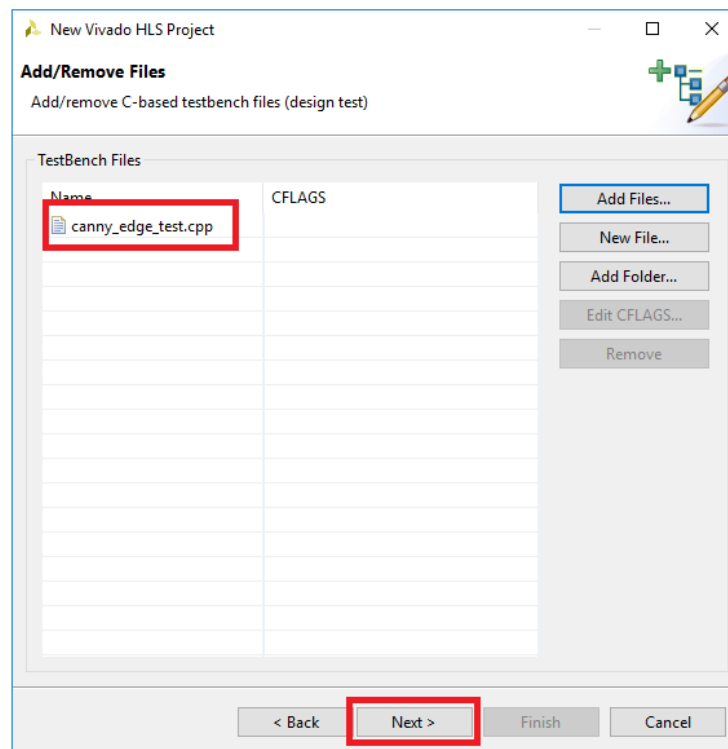 New Vivado HLS Project
Add/Remove Files
Add/remove C-based testbench files (design test)
TestBench Files
Name CFLAGS
canny_edge_test.cpp
Add Files...
New File...
Add Folder...
Edit CFLAGS...
Remove
< Back Next > Finish Cancel